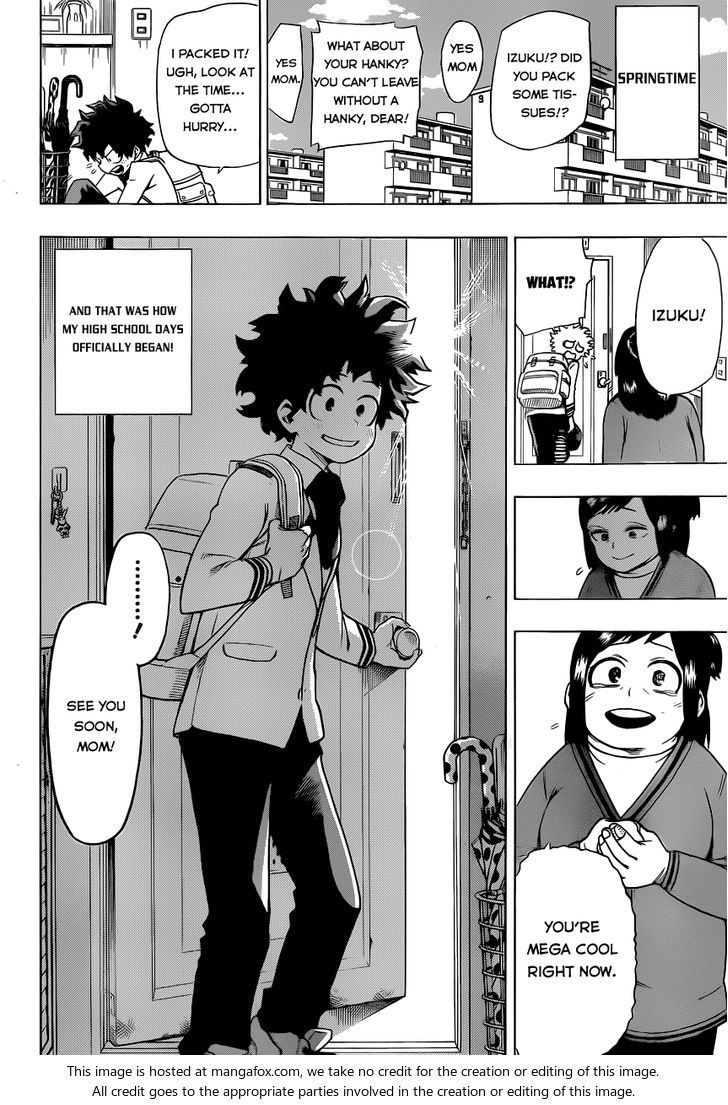 SPRINGTIME
IZUKU!? DID
YOU PACK
SOME TIS-
SUES!?
YES
MOM
WHAT ABOUT
YOUR HANKY?
YOU CAN'T LEAVE
WITHOUT A
HANKY, DEAR!
YES
MOM.
I PACKED IT!
UGH, LOOK AT
THE TIME...
GOTTA
HURRY...
9
IZUKU!
WHAT!?
YOU'RE
MEGA COOL
RIGHT NOW.
.........!
SEE YOU
SOON,
MOM!
AND THAT WAS HOW
MY HIGH SCHOOL DAYS
OFFICIALLY BEGAN!
This image is hosted at mangafox.com, we take no credit for the creation or editing of this image.
All credit goes to the appropriate parties involved in the creation or editing of this image.